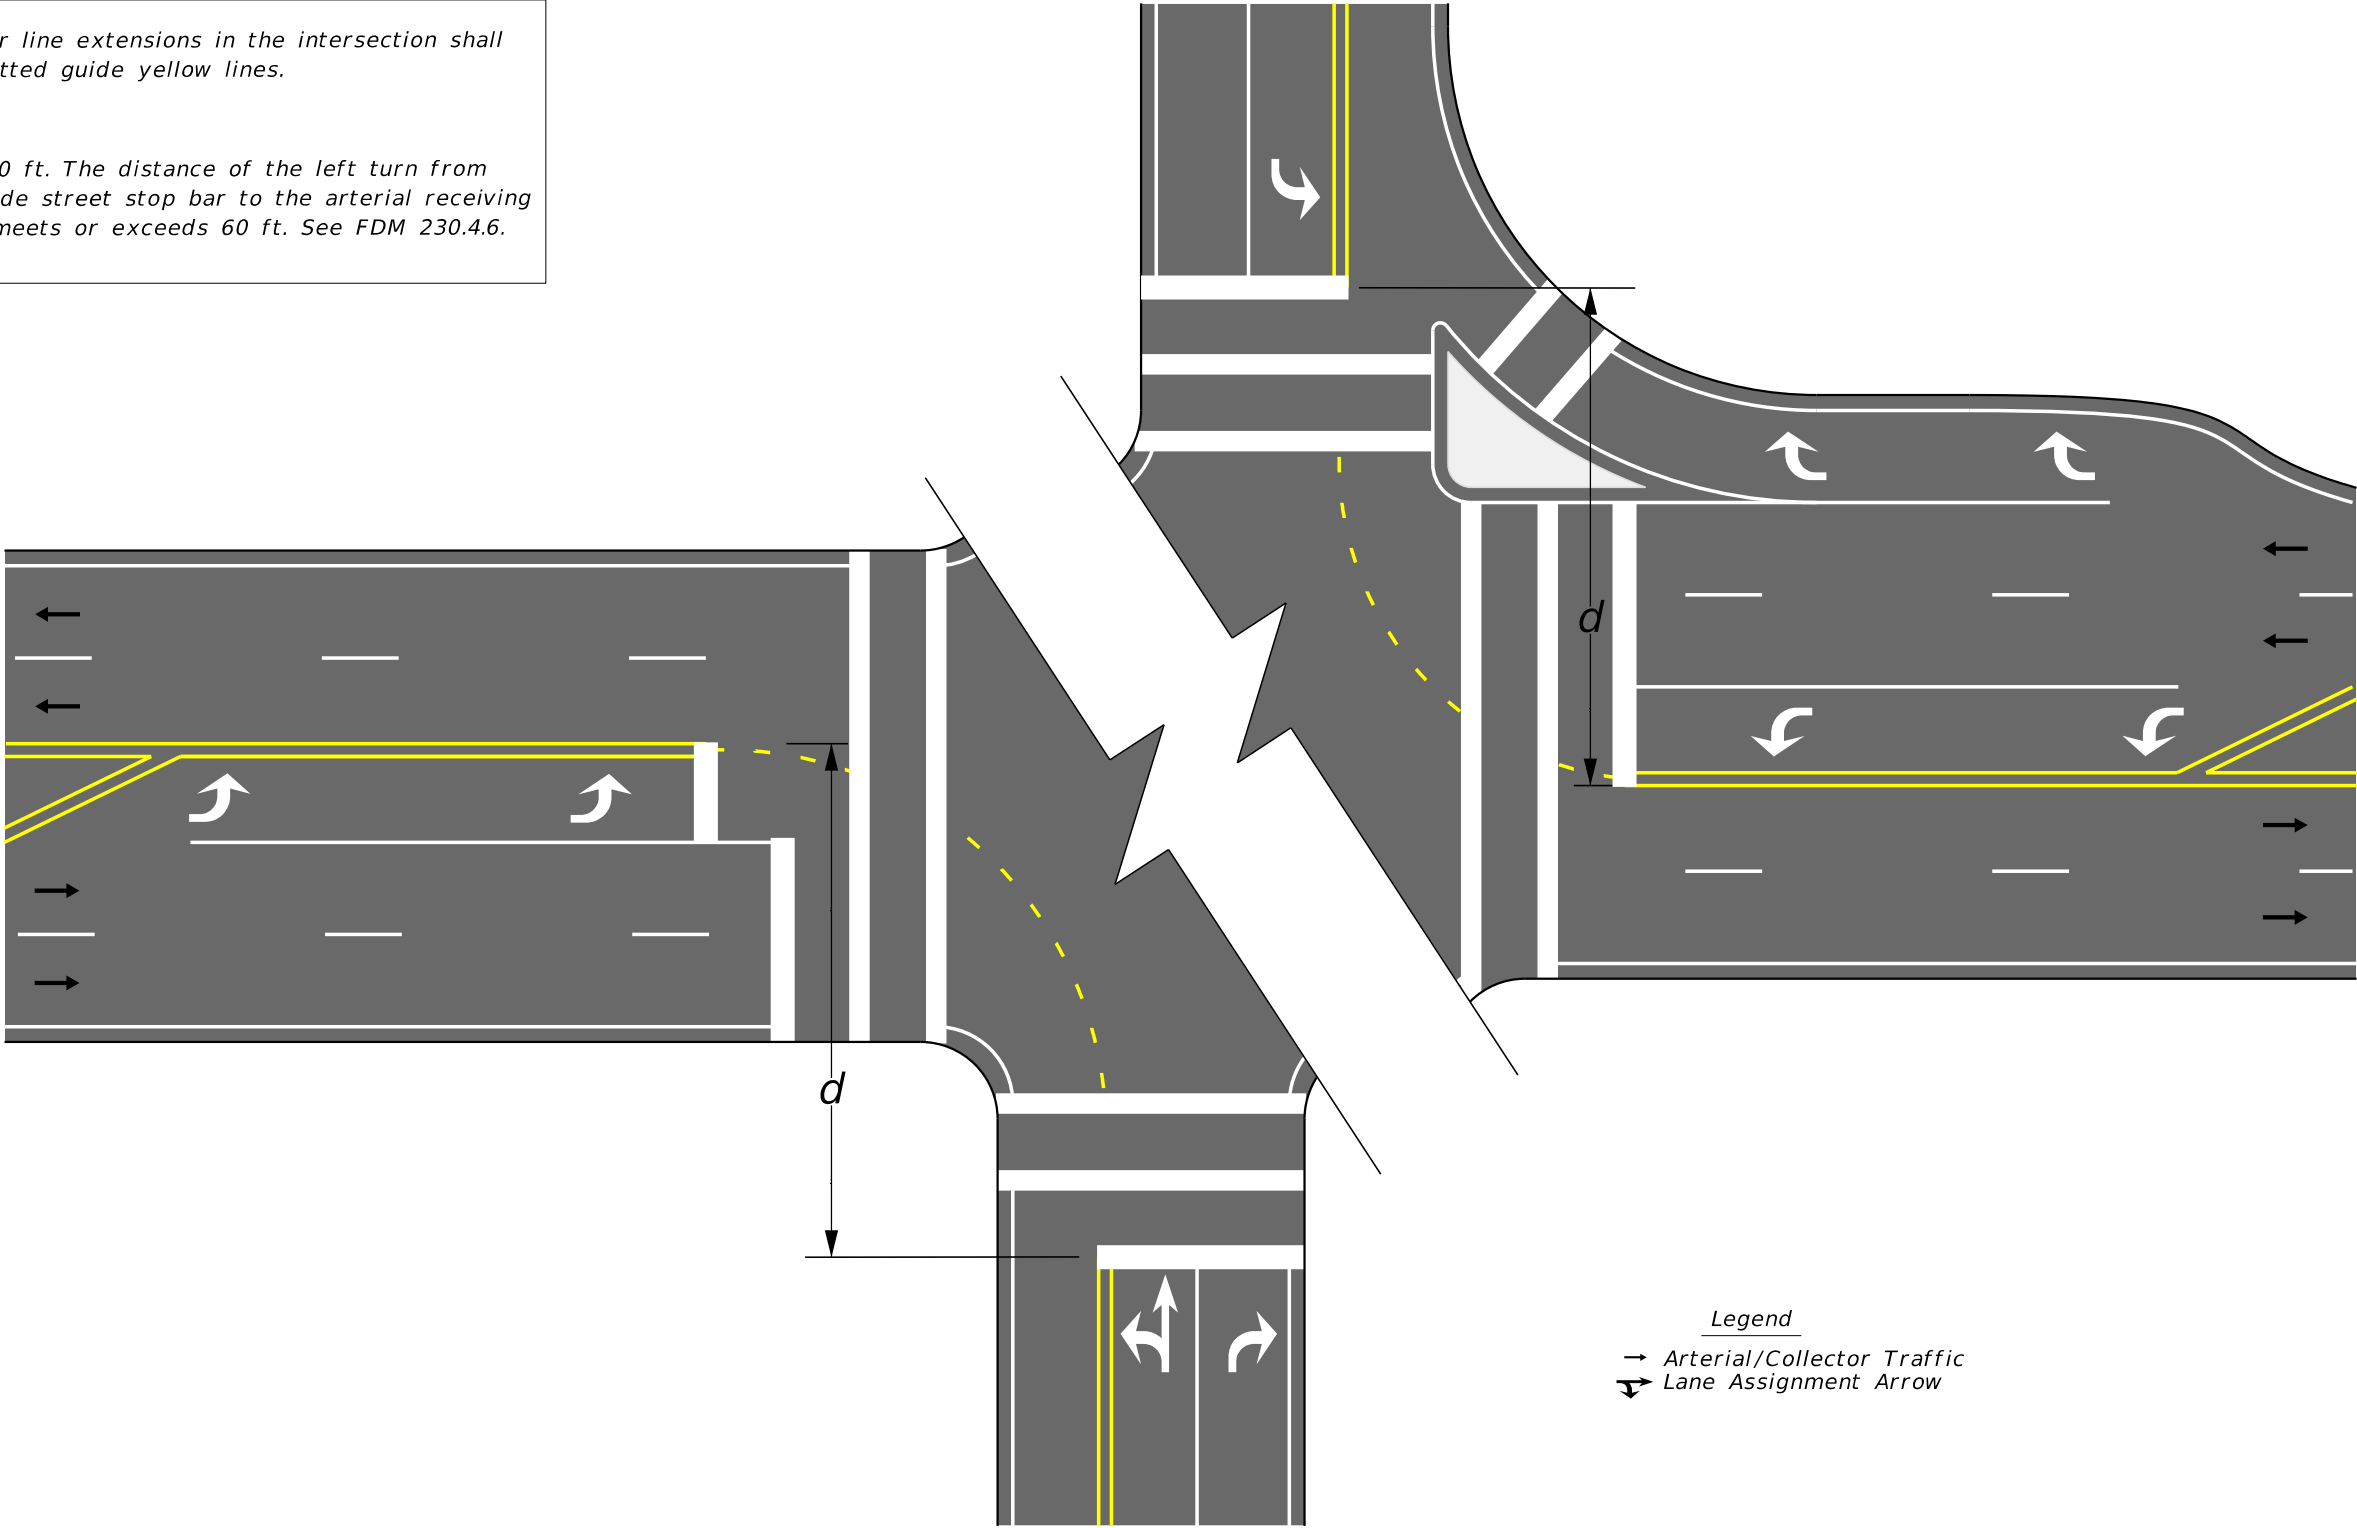 r line extensions in the intersection shall
tted guide yellow lines.
0 ft. The distance of the left turn from
de street stop bar to the arterial receiving
meets or exceeds 60 ft. See FDM 230.4.6.
d
d
Legend
Arterial/Collector Traffic
Lane Assignment Arrow